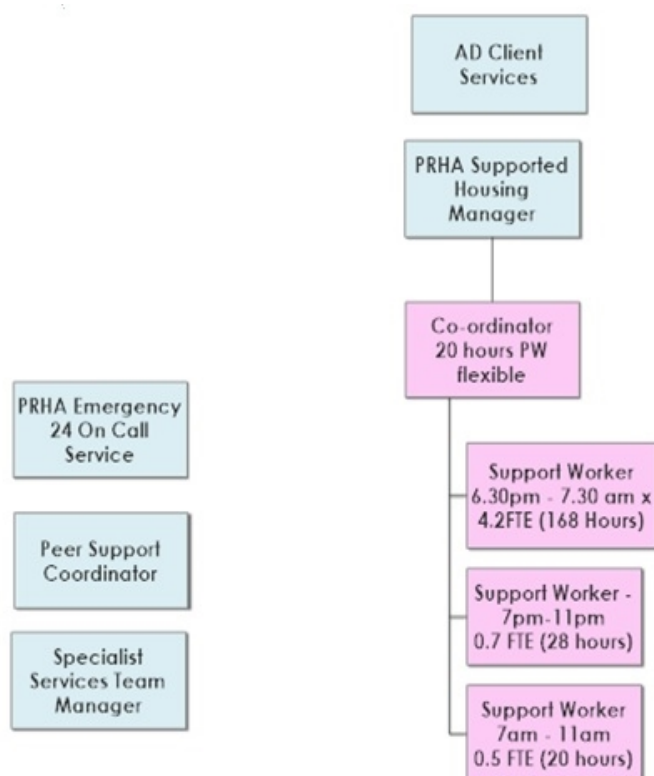 AD Client
Services
PRHA Supported
Housing
Manager
Co-ordinator
20 hours PW
flexible
PRHA Emergency
24 On Call
Service
Peer Support
Coordinator
Specialist
Services Team
Manager
Support Worker
6.30pm - 7.30 am x
4.2FTE (168 Hours)
Support Worker -
7pm-11pm
0.7 FTE (28 hours)
Support Worker
7am - 11am
0.5 FTE (20 hours)